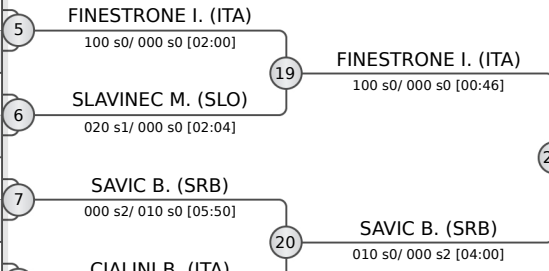 FINESTRONE I. (ITA)
5
100 s0/ 000 s0 [02:00]
19
FINESTRONE I. (ITA)
100 s0/ 000 s0 [00:46]
SLAVINEC M. (SLO)
6
020 s1/ 000 s0 [02:04]
SAVIC B. (SRB)
7
000 s2/ 010 s0 [05:50]
20
SAVIC B. (SRB)
010 s0/ 000 s2 [04:00]